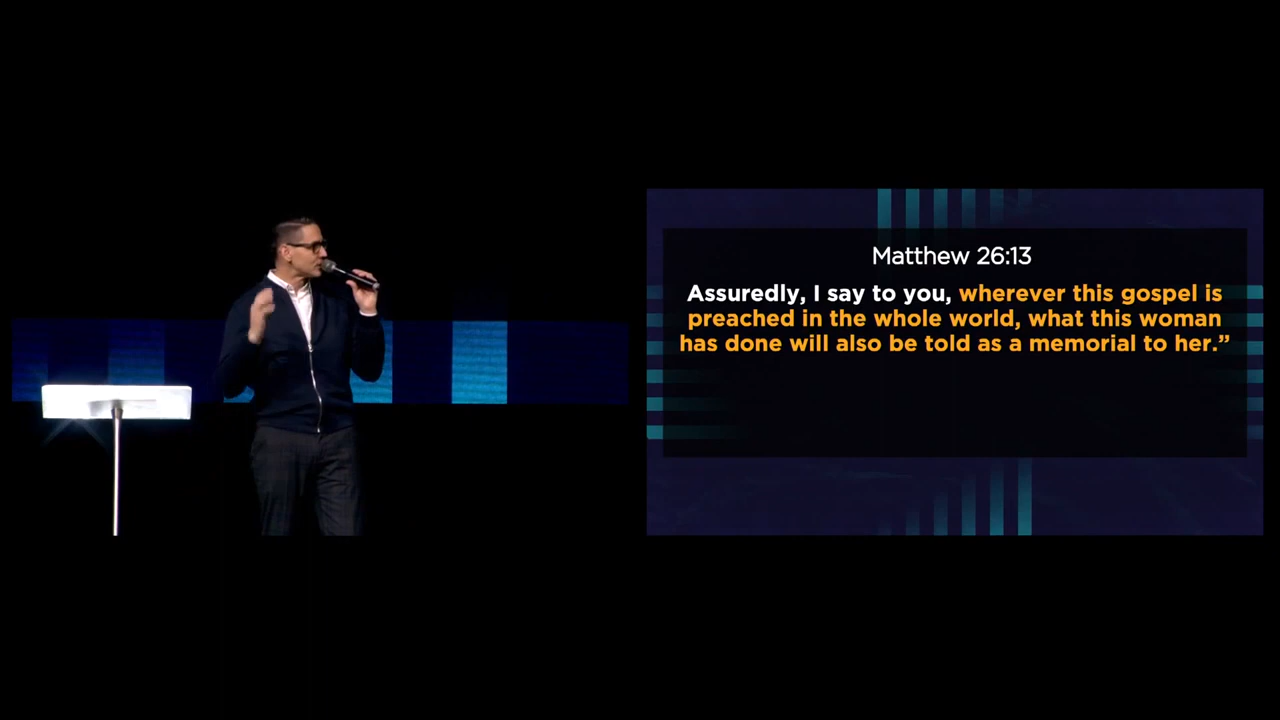 Matthew 26:13
Assuredly, I say to you, wherever this gospel is
preached in the whole world, what this woman
has done will also be told as a memorial to her.”